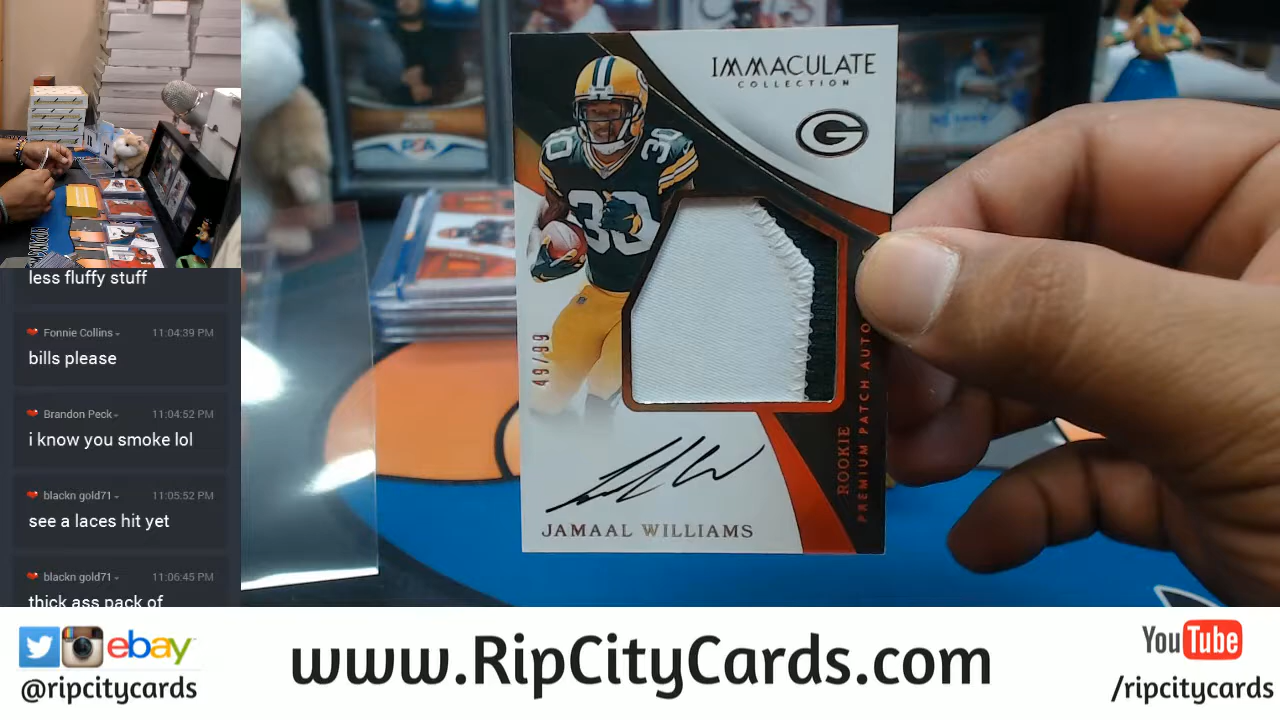 less fluffy stuff
Fonnie Collins 11:04:39 PM
bills please
Brandon Peck 11:04:52 PM
i know you smoke lol
blackn gold71 11:05:52 PM
see a laces hit yet
blackn gold71 11:06:45 PM
thick ass pack of
IMMACULATE
COLLECTION
G
30
30
30
49/99
ROOKIE
PREMIUM PATCH AUTO
JAMAAL WILLIAMS
PSA
ebay
@ripcitycards
www.RipCityCards.com
YouTube
/ripcitycards